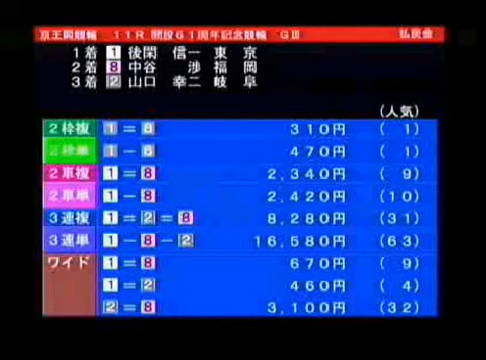 京王閣競輪 11R 開設61周年記念競輪 GⅢ 払戻金
1着 1 後閑 信一 東京
2着 8 中谷 渉 福岡
3着 2 山口 幸二 岐阜
(人気)
2枠複 1=6 310円 (1)
2枠単 1-6 470円 (1)
2車複 1=8 2,340円 (9)
2車単 1-8 2,420円 (10)
3連複 1=2=8 8,280円 (31)
3連単 1-8-2 16,580円 (63)
ワイド 1=8 670円 (9)
1=2 460円 (4)
2=8 3,100円 (32)